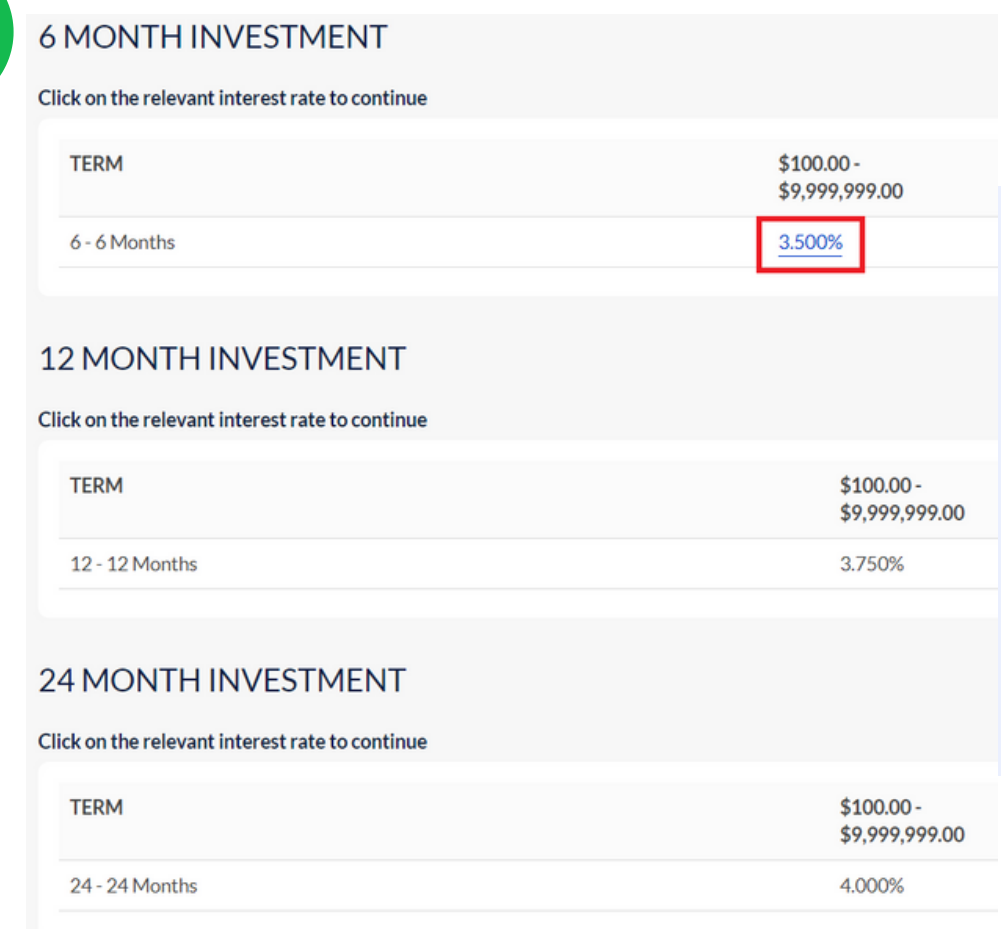 6 MONTH INVESTMENT
Click on the relevant interest rate to continue
TERM
$100.00 -
$9,999,999.00
6 - 6 Months
3.500%
12 MONTH INVESTMENT
Click on the relevant interest rate to continue
TERM
$100.00 -
$9,999,999.00
12 - 12 Months
3.750%
24 MONTH INVESTMENT
Click on the relevant interest rate to continue
TERM
$100.00 -
$9,999,999.00
24 - 24 Months
4.000%